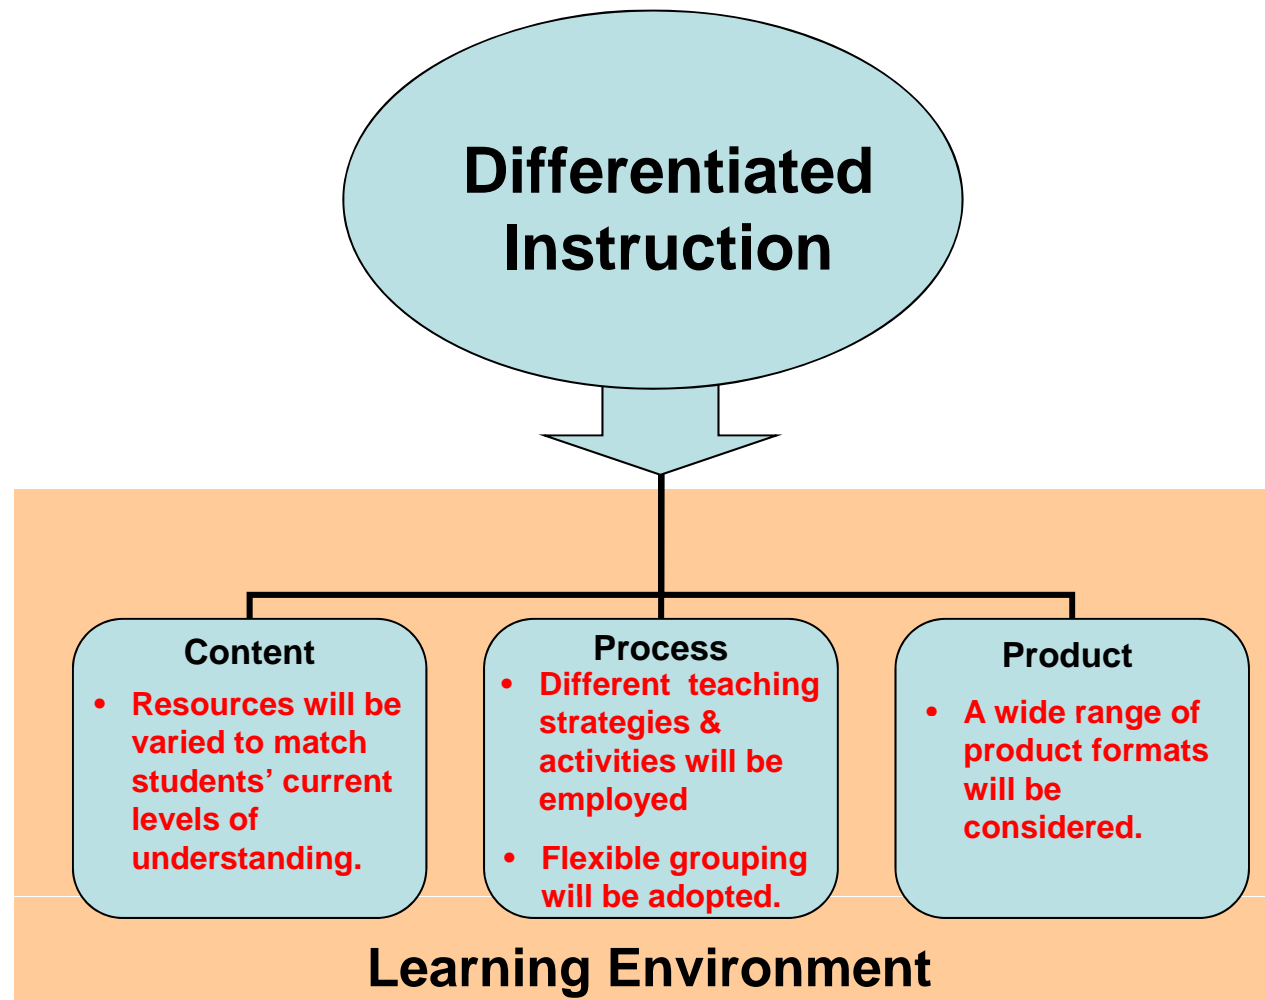 Differentiated
Instruction
Content
• Resources will be
varied to match
students’ current
levels of
understanding.
Process
• Different teaching
strategies &
activities will be
employed
• Flexible grouping
will be adopted.
Product
• A wide range of
product formats
will be
considered.
Learning Environment